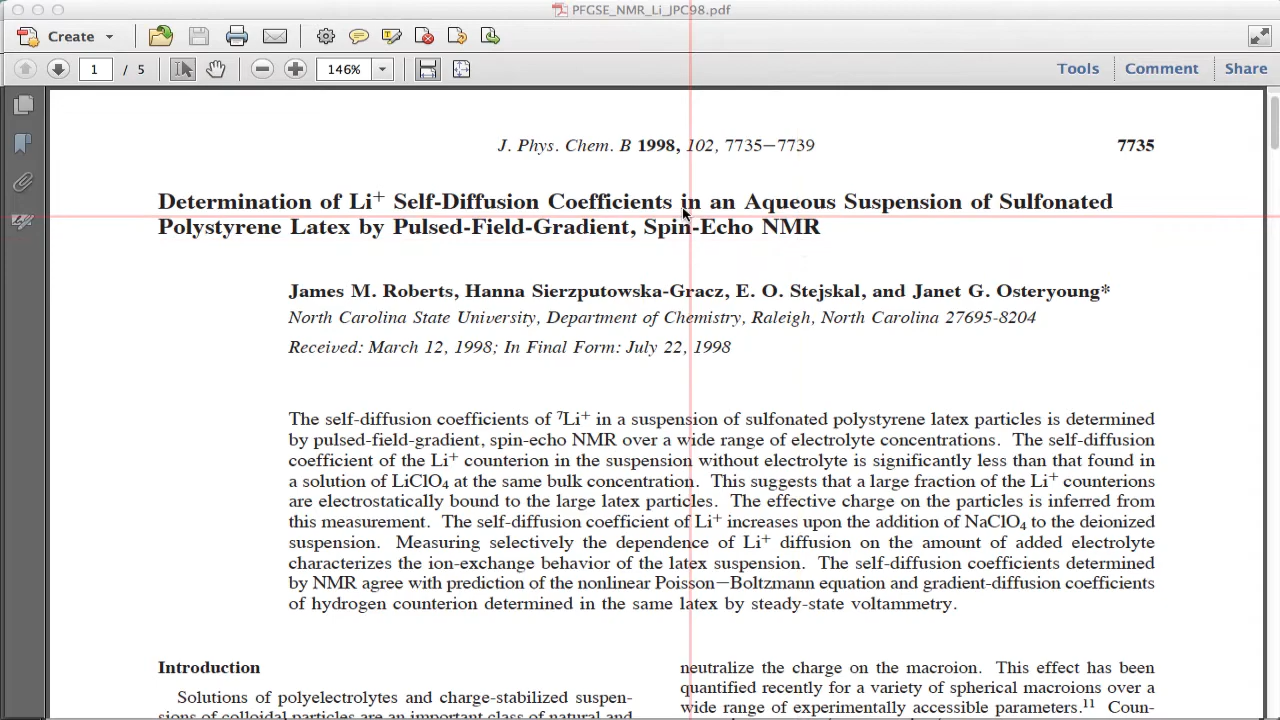 PFGSE_NMR_Li_JPC98.pdf
Create
1 / 5 146% Tools Comment Share
J. Phys. Chem. B 1998, 102, 7735−7739 7735
Determination of Li+ Self-Diffusion Coefficients in an Aqueous Suspension of Sulfonated
Polystyrene Latex by Pulsed-Field-Gradient, Spin-Echo NMR
James M. Roberts, Hanna Sierzputowska-Gracz, E. O. Stejskal, and Janet G. Osteryoung*
North Carolina State University, Department of Chemistry, Raleigh, North Carolina 27695-8204
Received: March 12, 1998; In Final Form: July 22, 1998
The self-diffusion coefficients of 7Li+ in a suspension of sulfonated polystyrene latex particles is determined
by pulsed-field-gradient, spin-echo NMR over a wide range of electrolyte concentrations. The self-diffusion
coefficient of the Li+ counterion in the suspension without electrolyte is significantly less than that found in
a solution of LiClO4 at the same bulk concentration. This suggests that a large fraction of the Li+ counterions
are electrostatically bound to the large latex particles. The effective charge on the particles is inferred from
this measurement. The self-diffusion coefficient of Li+ increases upon the addition of NaClO4 to the deionized
suspension. Measuring selectively the dependence of Li+ diffusion on the amount of added electrolyte
characterizes the ion-exchange behavior of the latex suspension. The self-diffusion coefficients determined
by NMR agree with prediction of the nonlinear Poisson−Boltzmann equation and gradient-diffusion coefficients
of hydrogen counterion determined in the same latex by steady-state voltammetry.
Introduction
Solutions of polyelectrolytes and charge-stabilized suspen-
sions of colloidal particles are an important class of natural and
neutralize the charge on the macroion. This effect has been
quantified recently for a variety of spherical macroions over a
wide range of experimentally accessible parameters.11 Coun-